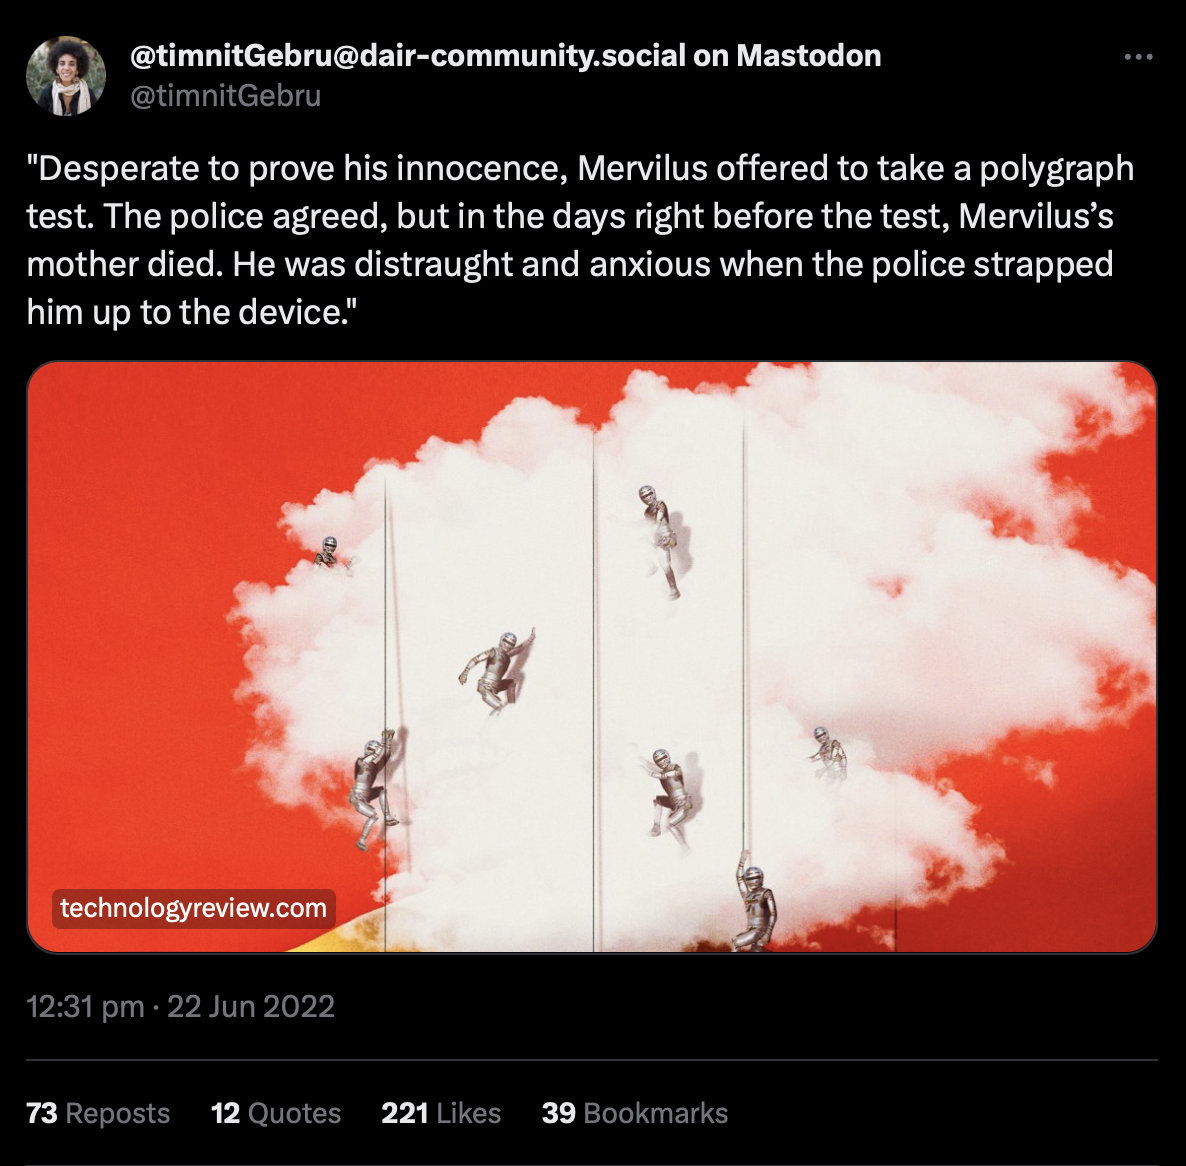 @timnitGebru@dair-community.social on Mastodon
@timnitGebru
"Desperate to prove his innocence, Mervilus offered to take a polygraph
test. The police agreed, but in the days right before the test, Mervilus’s
mother died. He was distraught and anxious when the police strapped
him up to the device."
technologyreview.com
12:31 pm · 22 Jun 2022
73 Reposts 12 Quotes 221 Likes 39 Bookmarks